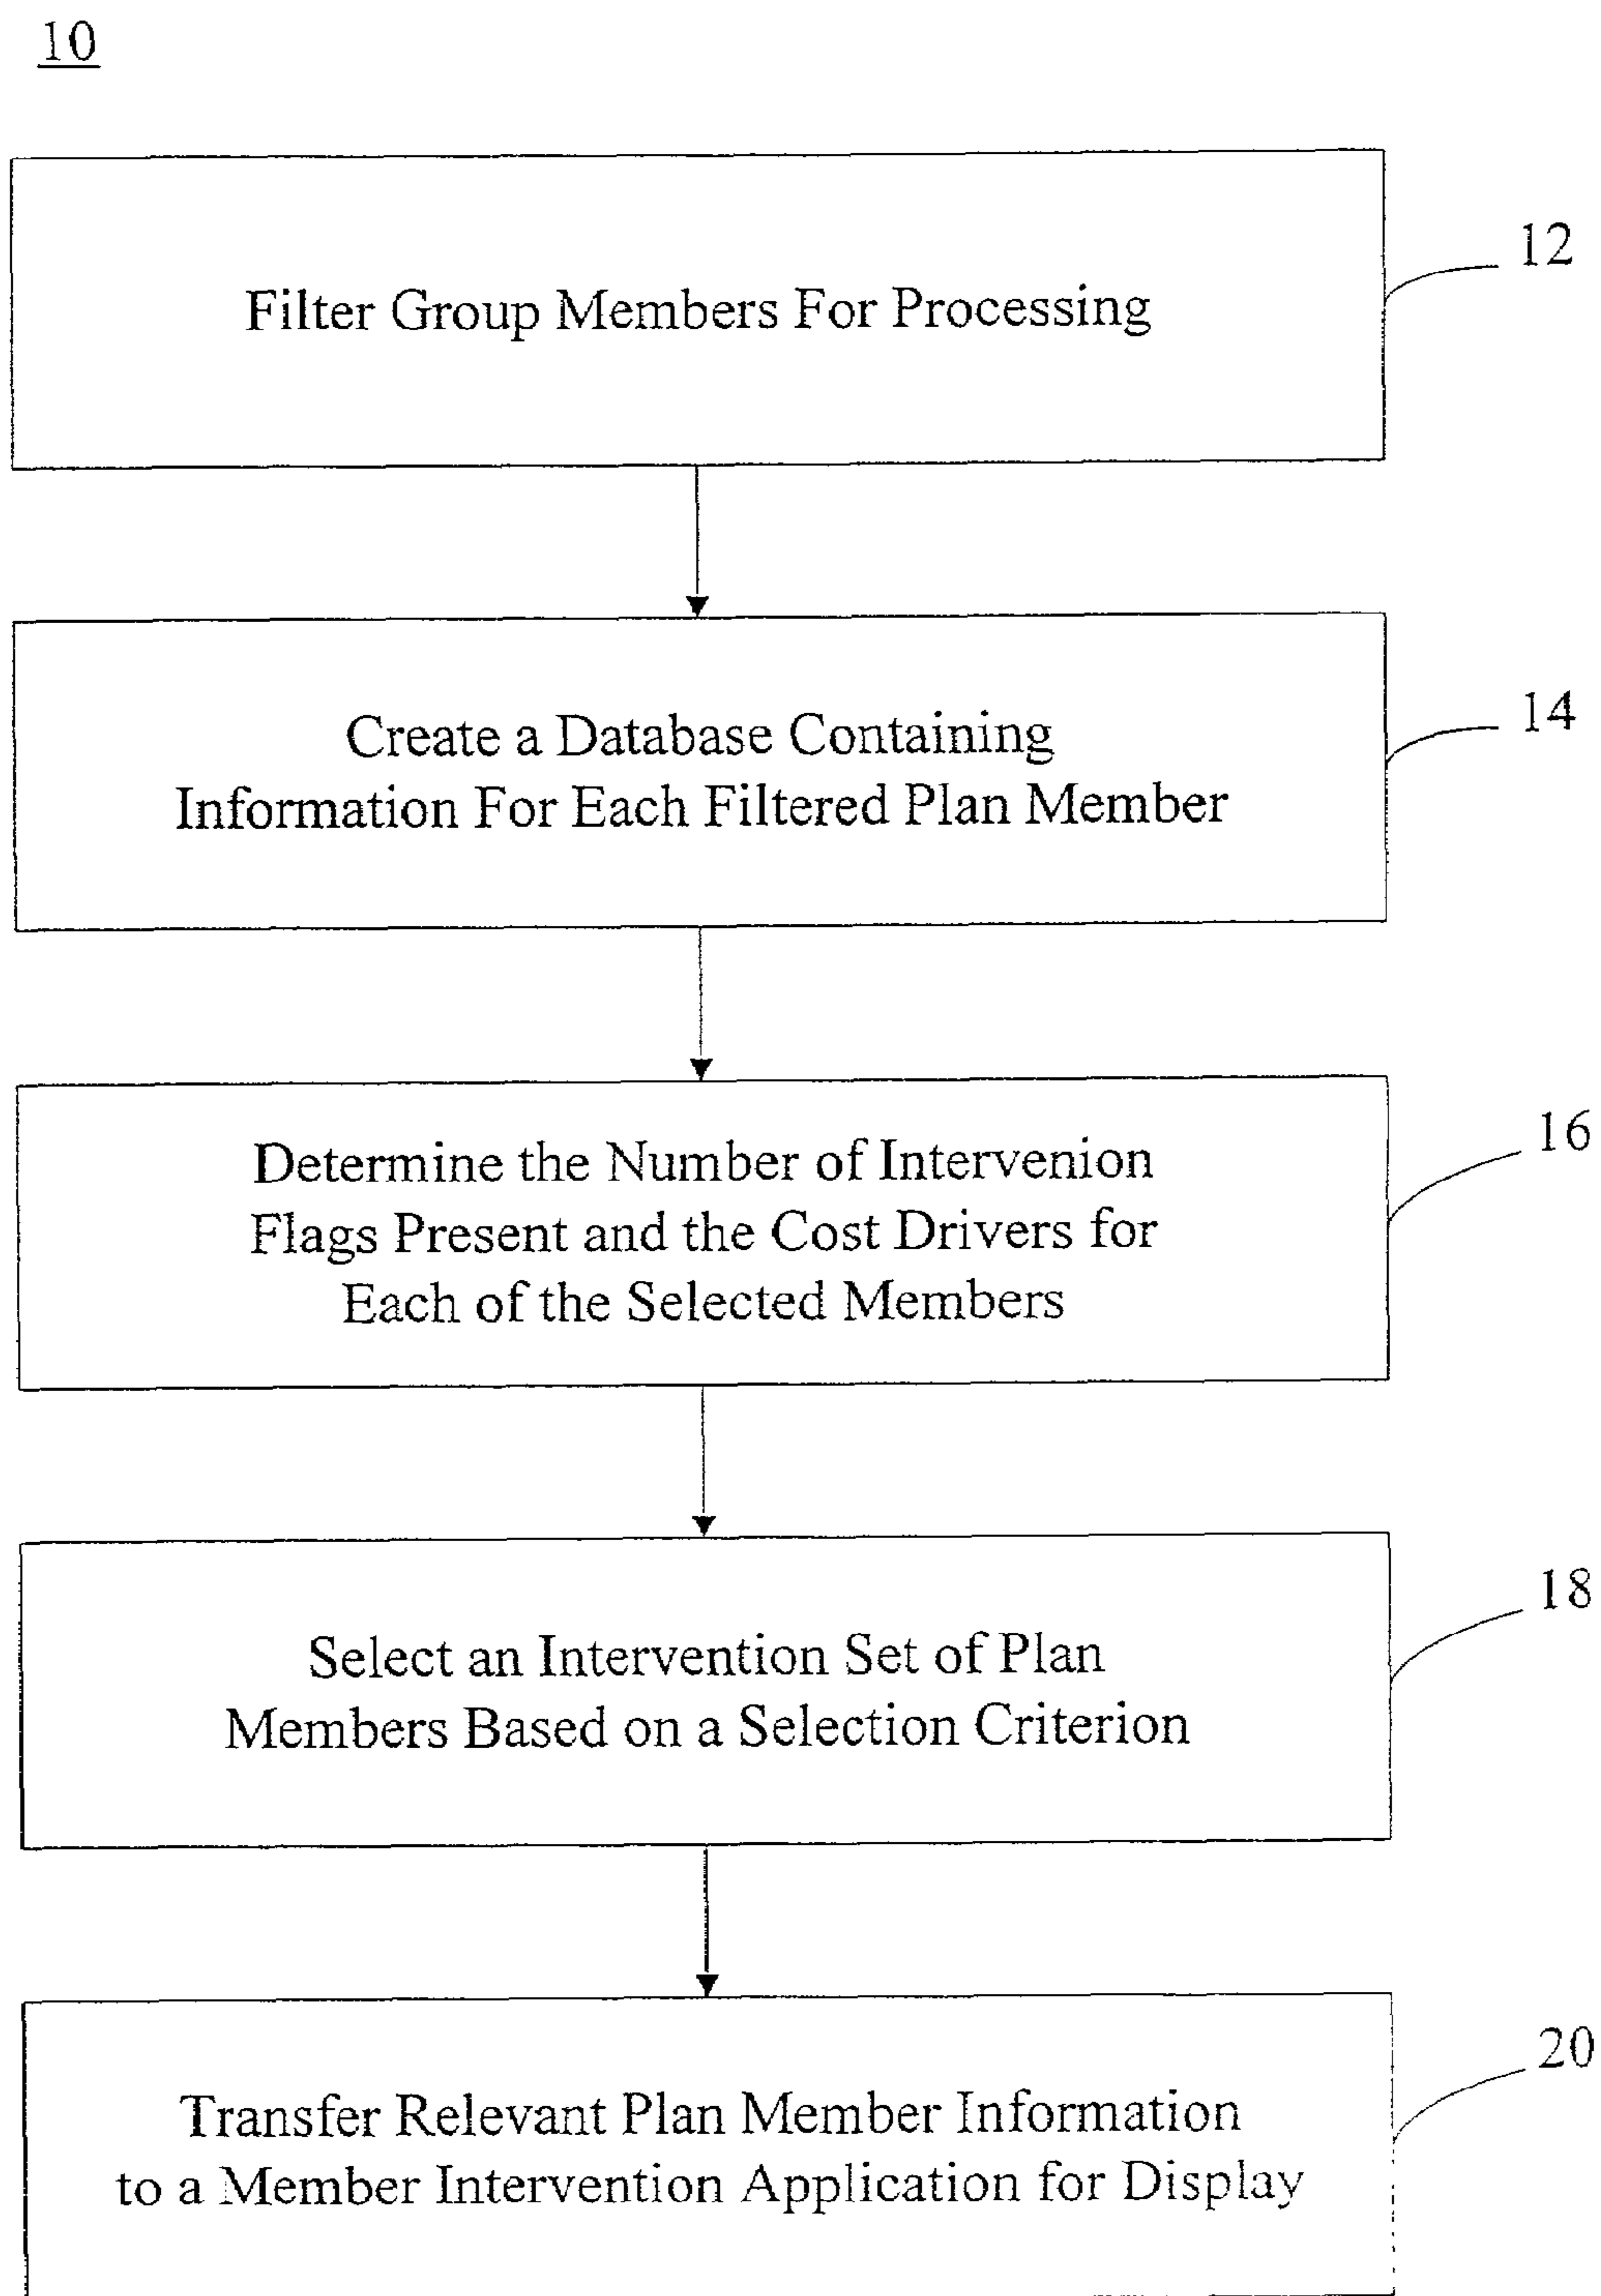 10
Filter Group Members For Processing
12
Create a Database Containing
Information For Each Filtered Plan Member
14
Determine the Number of Intervenion
Flags Present and the Cost Drivers for
Each of the Selected Members
16
Select an Intervention Set of Plan
Members Based on a Selection Criterion
18
Transfer Relevant Plan Member Information
to a Member Intervention Application for Display
20